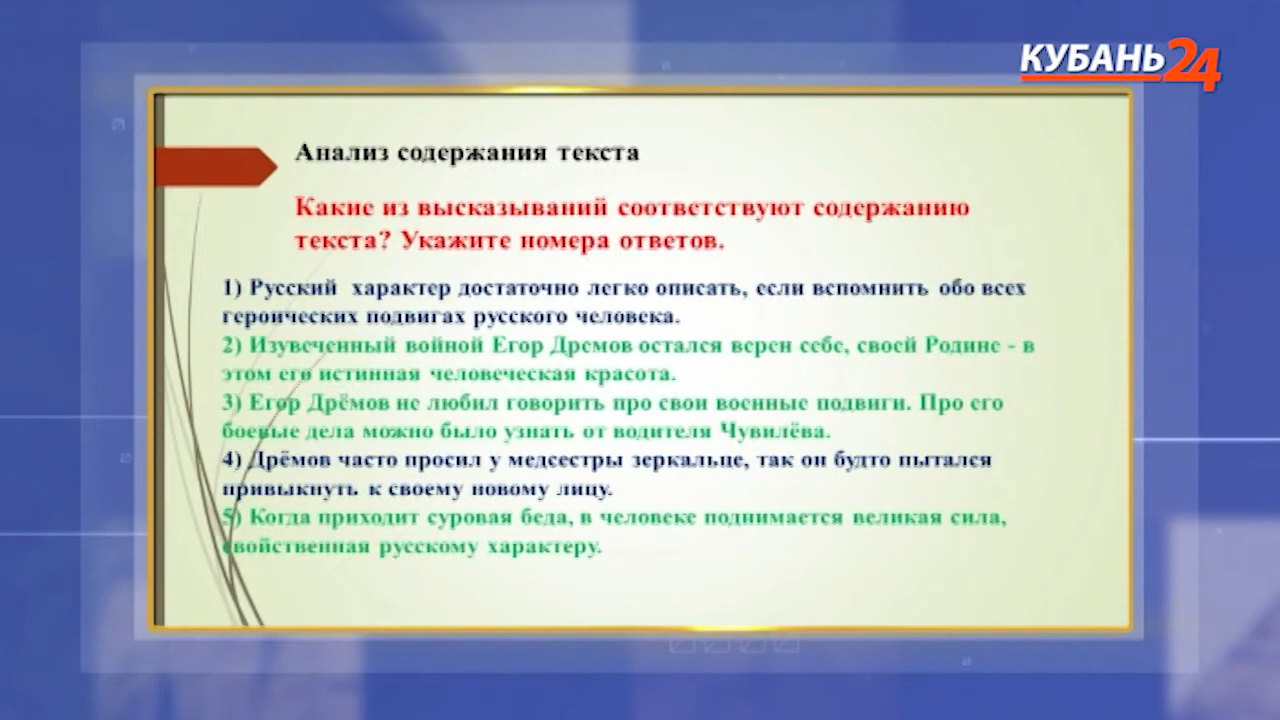 КУБАНЬ 24
Анализ содержания текста
Какие из высказываний соответствуют содержанию
текста? Укажите номера ответов.
1) Русский характер достаточно легко описать, если вспомнить обо всех
героических подвигах русского человека.
2) Изувеченный войной Егор Дремов остался верен себе, своей Родине - в
этом его истинная человеческая красота.
3) Егор Дрёмов не любил говорить про свои военные подвиги. Про его
боевые дела можно было узнать от водителя Чувилёва.
4) Дрёмов часто просил у медсестры зеркальце, так он будто пытался
привыкнуть к своему новому лицу.
5) Когда приходит суровая беда, в человеке поднимается великая сила,
свойственная русскому характеру.